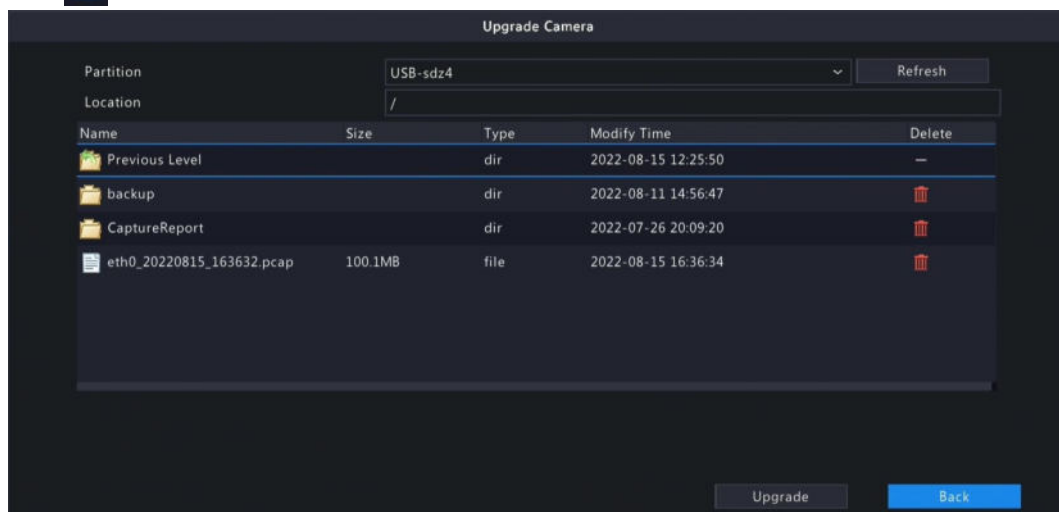 Upgrade Camera
Partition USB-sdz4 Refresh
Location /
Name Size Type Modify Time Delete
Previous Level dir 2022-08-15 12:25:50 —
backup dir 2022-08-11 14:56:47
CaptureReport dir 2022-07-26 20:09:20
eth0_20220815_163632.pcap 100.1MB file 2022-08-15 16:36:34
Upgrade Back